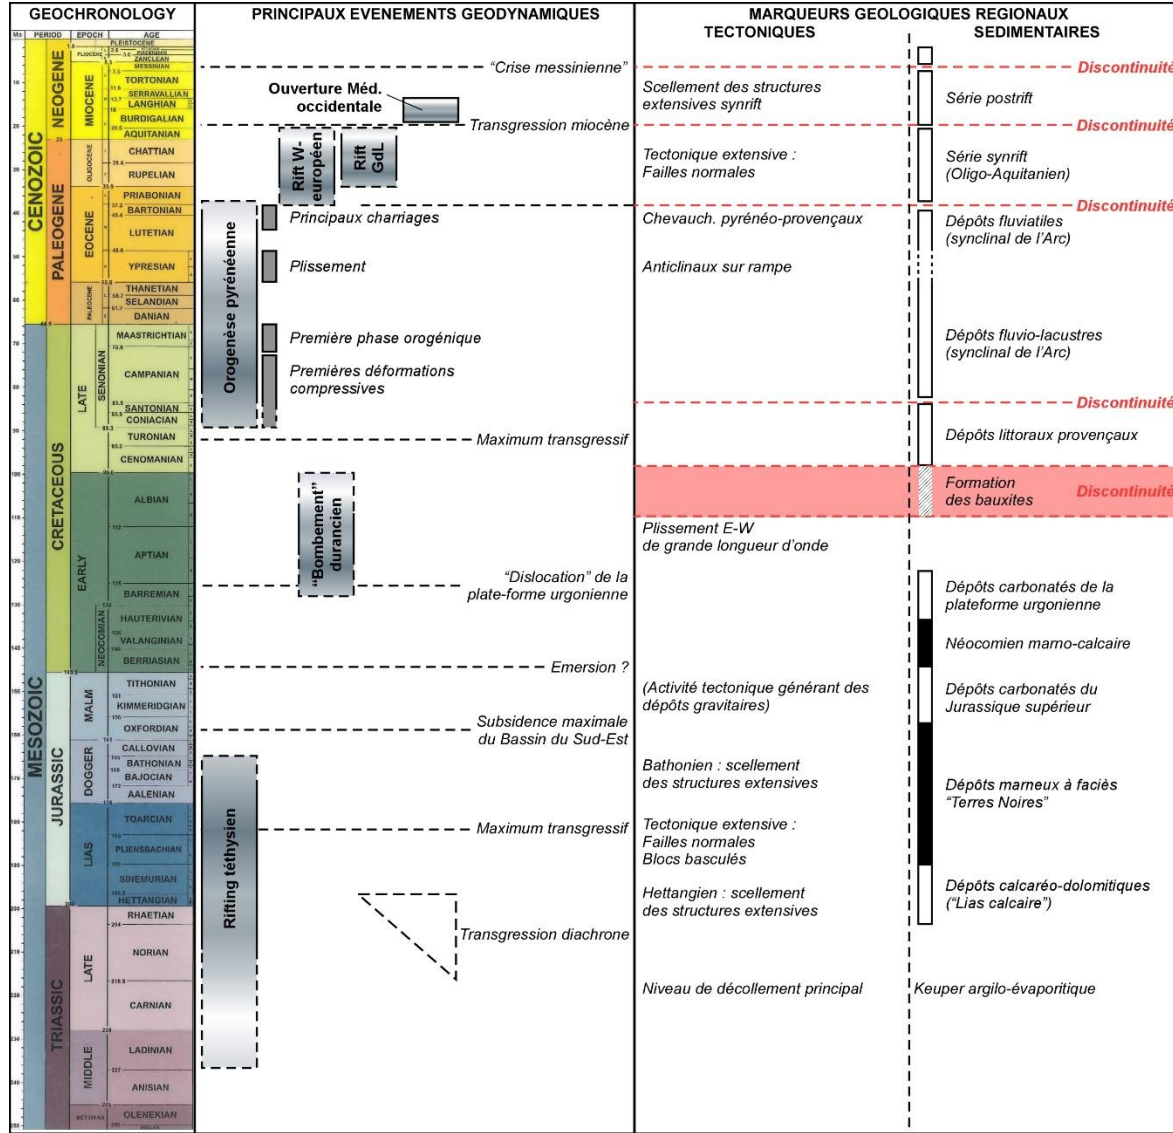 GEOCHRONOLOGY
PRINCIPAUX EVENEMENTS GEODYNAMIQUES
MARQUEURS GEOLOGIQUES REGIONAUX
TECTONIQUES
SEDIMENTAIRES
Ma
PERIOD
EPOCH
AGE
CENOZOIC
MESOZOIC
NEOGENE
PALEOGENE
CRETACEOUS
JURASSIC
TRIASSIC
PLIOCENE
MIOCENE
OLIGOCENE
EOCENE
PALEOCENE
LATE
SENONIAN
EARLY
NEOCOMIAN
MALM
DOGGER
LIAS
LATE
MIDDLE
PLEISTOCENE
ZANCLEAN
MESSINIAN
TORTONIAN
SERRAVALLIAN
LANGHIAN
BURDIGALIAN
AQUITANIAN
CHATTIAN
RUPELIAN
PRIABONIAN
BARTONIAN
LUTETIAN
YPRESIAN
THANETIAN
SELANDIAN
DANIAN
MAASTRICHTIAN
CAMPANIAN
SANTONIAN
CONIACIAN
TURONIAN
CENOMANIAN
ALBIAN
APTIAN
BARREMIAN
HAUTERIVIAN
VALANGINIAN
BERRIASIAN
TITHONIAN
KIMMERIDGIAN
OXFORDIAN
CALLOVIAN
BATHONIAN
BAJOCIAN
AALENIAN
TOARCIAN
PLIENSBACHIAN
SINEMURIAN
HETTANGIAN
RHAETIAN
NORIAN
CARNIAN
LADINIAN
ANISIAN
OLENEKIAN
"Crise messinienne"
Ouverture Méd.
occidentale
Transgression miocène
Rift W-
européen
Rift
GdL
Orogenèse pyrénéenne
Principaux charriages
Plissement
Première phase orogénique
Premières déformations
compressives
Maximum transgressif
"Bombement"
durancien
"Dislocation" de la
plate-forme urgonienne
Emersion ?
Subsidence maximale
du Bassin du Sud-Est
Rifting téthysien
Maximum transgressif
Transgression diachrone
Scellement des structures
extensives synrift
Tectonique extensive :
Failles normales
Chevauch. pyrénéo-provençaux
Anticlinaux sur rampe
Plissement E-W
de grande longueur d'onde
(Activité tectonique générant des
dépôts gravitaires)
Bathonien : scellement
des structures extensives
Tectonique extensive :
Failles normales
Blocs basculés
Hettangien : scellement
des structures extensives
Niveau de décollement principal
Discontinuité
Série postrift
Discontinuité
Série synrift
(Oligo-Aquitanien)
Discontinuité
Dépôts fluviatiles
(synclinal de l'Arc)
Dépôts fluvio-lacustres
(synclinal de l'Arc)
Discontinuité
Dépôts littoraux provençaux
Formation
des bauxites
Discontinuité
Dépôts carbonatés de la
plateforme urgonienne
Néocomien marno-calcaire
Dépôts carbonatés du
Jurassique supérieur
Dépôts marneux à faciès
"Terres Noires"
Dépôts calcaréo-dolomitiques
("Lias calcaire")
Keuper argilo-évaporitique